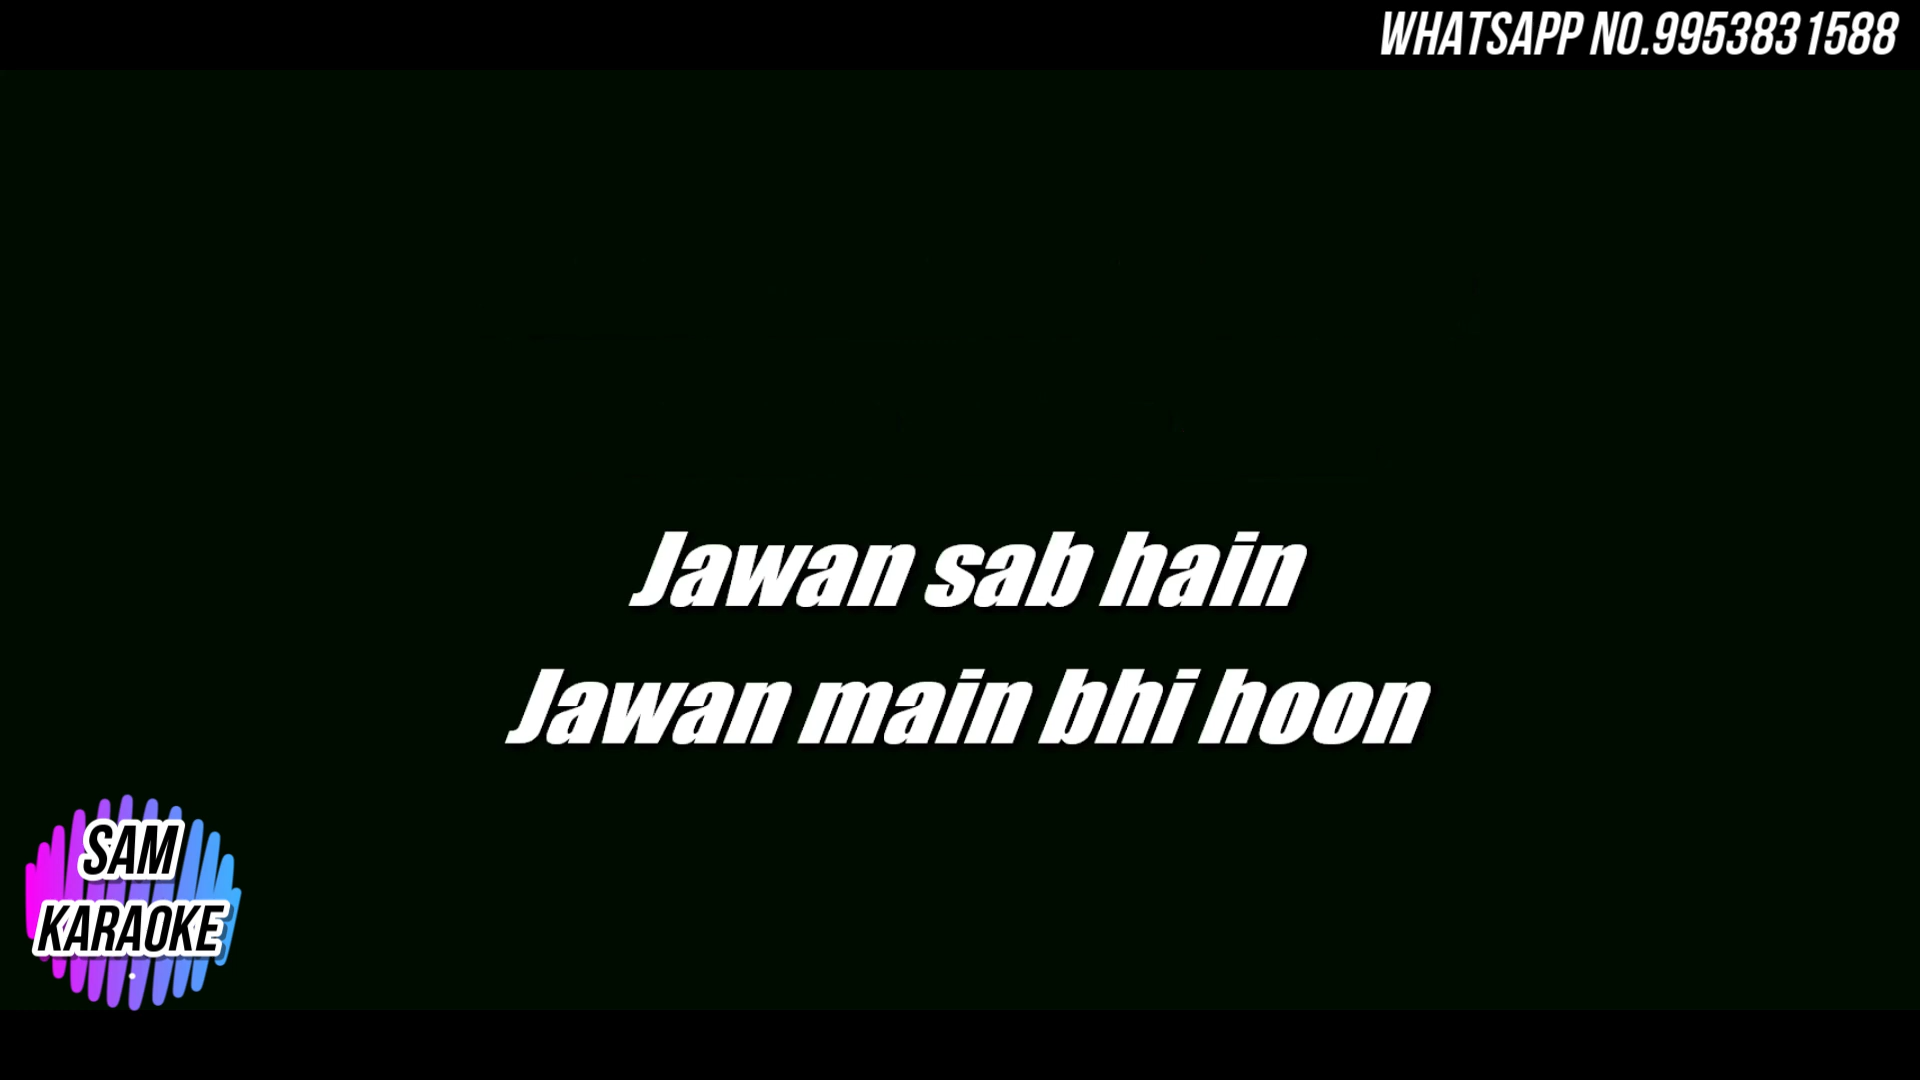 WHATSAPP NO.9953831588
Jawan sab hain
Jawan main bhi hoon
SAM
KARAOKE